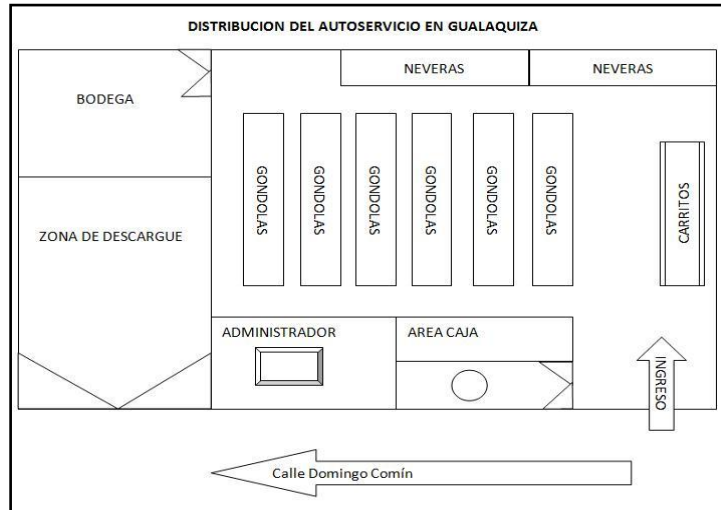 DISTRIBUCION DEL AUTOSERVICIO EN GUALAQUIZA
NEVERAS
NEVERAS
BODEGA
GONDOLAS
GONDOLAS
GONDOLAS
GONDOLAS
GONDOLAS
GONDOLAS
CARRITOS
ZONA DE DESCARGUE
ADMINISTRADOR
AREA CAJA
INGRESO
Calle Domingo Comín